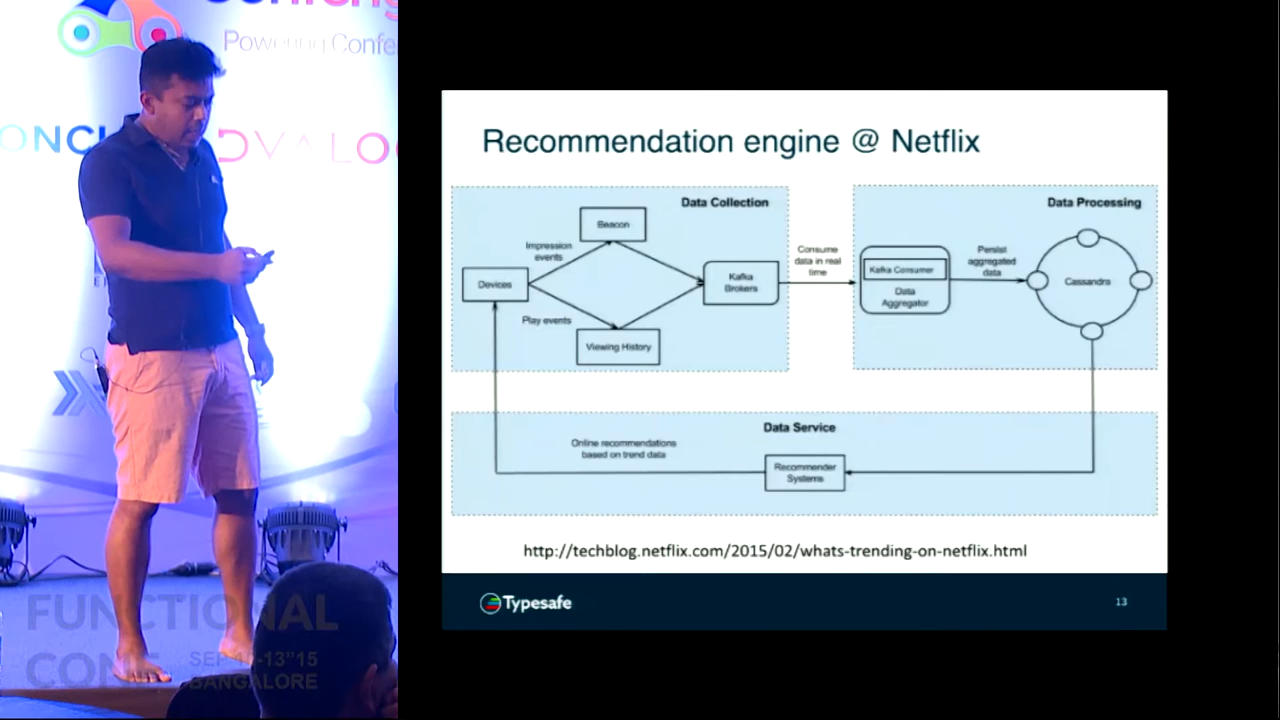 Powering Confe
Recommendation engine @ Netflix
Data Collection
Beacon
Impression
events
Devices
Play events
Viewing History
Kafka
Brokers
Consume
data in real
time
Data Processing
Kafka Consumer
Data
Aggregator
Persist
aggregated
data
Cassandra
Data Service
Online recommendations
based on trend data
Recommender
Systems
http://techblog.netflix.com/2015/02/whats-trending-on-netflix.html
Typesafe
13
FUNCTIONAL
CONF
BANGALORE